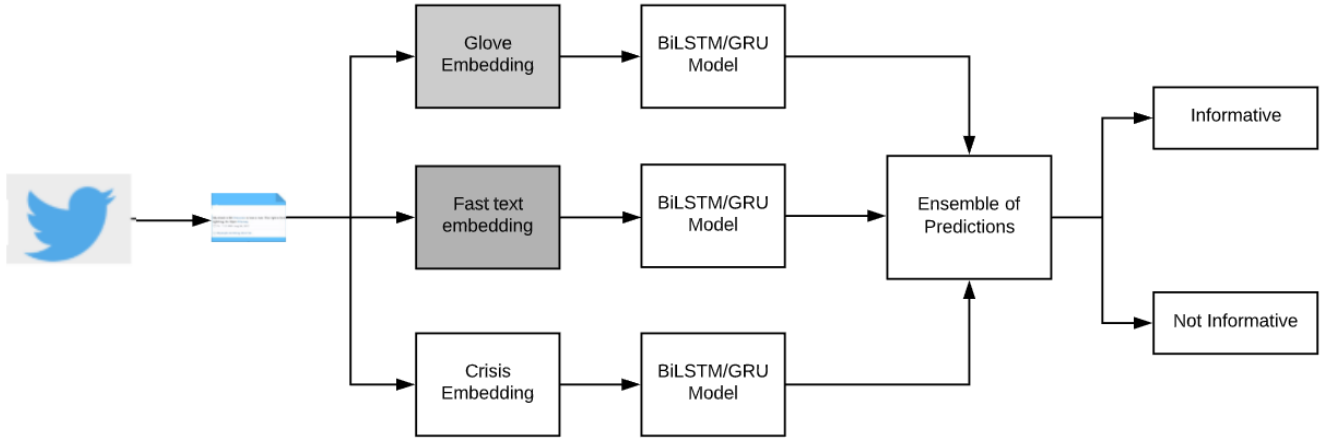 Glove
Embedding
BiLSTM/GRU
Model
Informative
Fast text
embedding
BiLSTM/GRU
Model
Ensemble of
Predictions
Not Informative
Crisis
Embedding
BiLSTM/GRU
Model